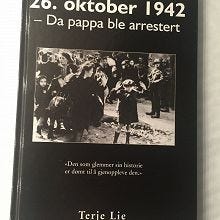 26. oktober 1942
– Da pappa ble arrestert
«Den som glemmer sin historie
er dømt til å gjenoppleve den.»
Terje Lie